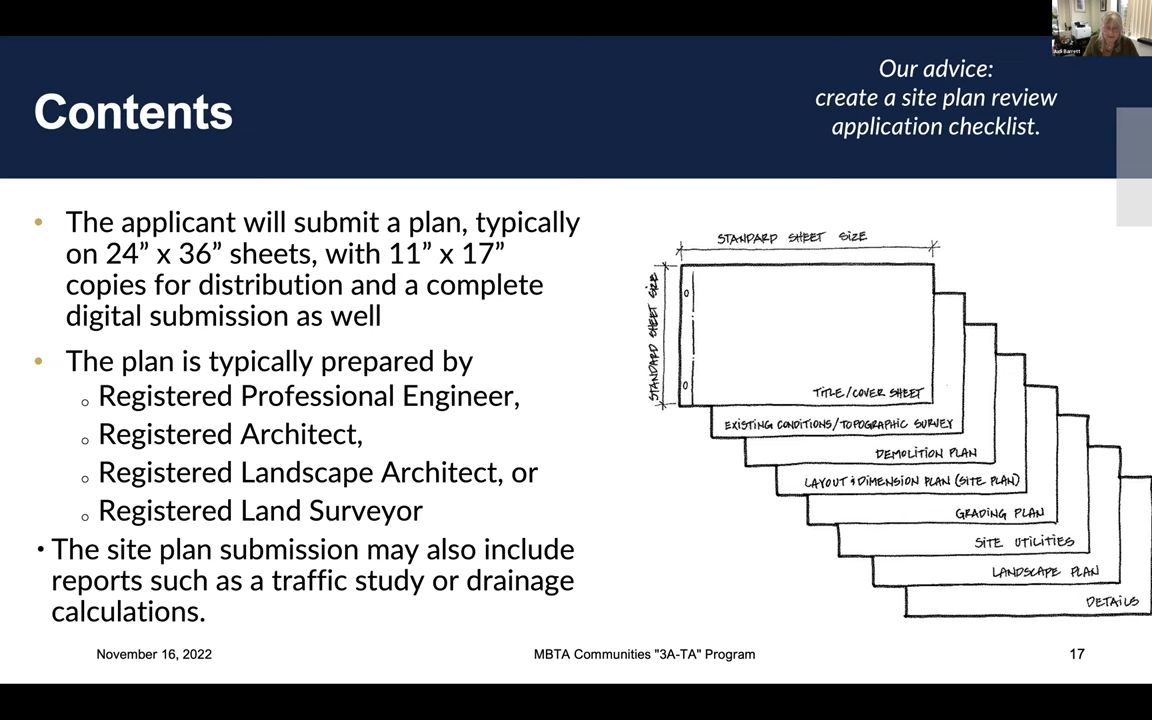 Judi Barrett
Our advice:
create a site plan review
application checklist.
Contents
• The applicant will submit a plan, typically
on 24” x 36” sheets, with 11” x 17”
copies for distribution and a complete
digital submission as well
• The plan is typically prepared by
o Registered Professional Engineer,
o Registered Architect,
o Registered Landscape Architect, or
o Registered Land Surveyor
• The site plan submission may also include
reports such as a traffic study or drainage
calculations.
STANDARD SHEET SIZE
STANDARD SHEET SIZE
TITLE/COVER SHEET
EXISTING CONDITIONS/TOPOGRAPHIC SURVEY
DEMOLITION PLAN
LAYOUT & DIMENSION PLAN (SITE PLAN)
GRADING PLAN
SITE UTILITIES
LANDSCAPE PLAN
DETAILS
November 16, 2022
MBTA Communities "3A-TA" Program
17